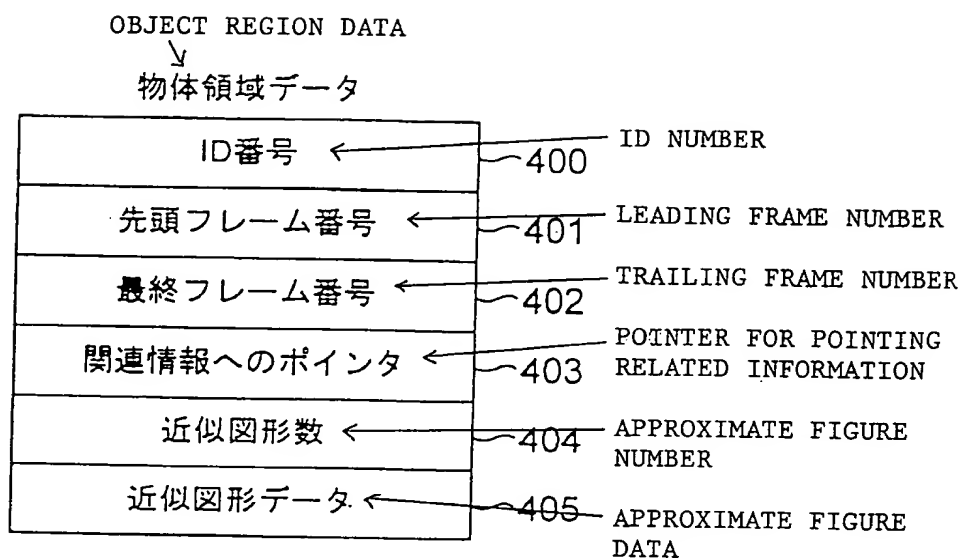 OBJECT REGION DATA
物体領域データ
ID番号
400
ID NUMBER
先頭フレーム番号
401
LEADING FRAME NUMBER
最終フレーム番号
402
TRAILING FRAME NUMBER
関連情報へのポインタ
403
POINTER FOR POINTING
RELATED INFORMATION
近似図形数
404
APPROXIMATE FIGURE
NUMBER
近似図形データ
405
APPROXIMATE FIGURE
DATA